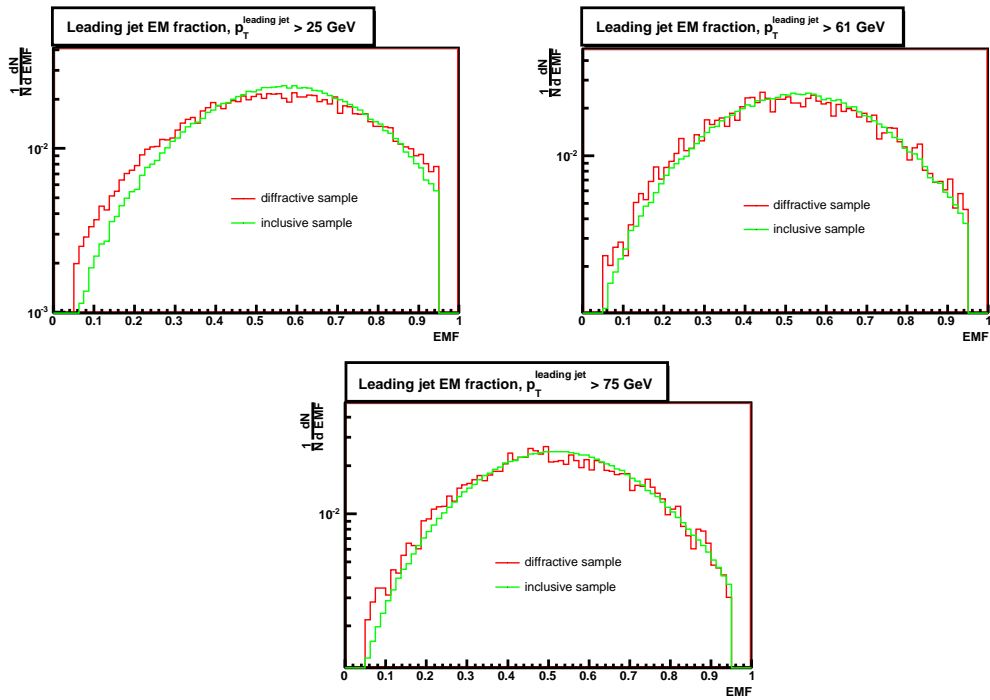 Leading jet EM fraction, p_T^leading jet > 25 GeV
1/N dN/d EMF
10^-2
10^-3
diffractive sample
inclusive sample
0 0.1 0.2 0.3 0.4 0.5 0.6 0.7 0.8 0.9 1
EMF
Leading jet EM fraction, p_T^leading jet > 61 GeV
1/N dN/d EMF
10^-2
diffractive sample
inclusive sample
0 0.1 0.2 0.3 0.4 0.5 0.6 0.7 0.8 0.9 1
EMF
Leading jet EM fraction, p_T^leading jet > 75 GeV
1/N dN/d EMF
10^-2
diffractive sample
inclusive sample
0 0.1 0.2 0.3 0.4 0.5 0.6 0.7 0.8 0.9 1
EMF